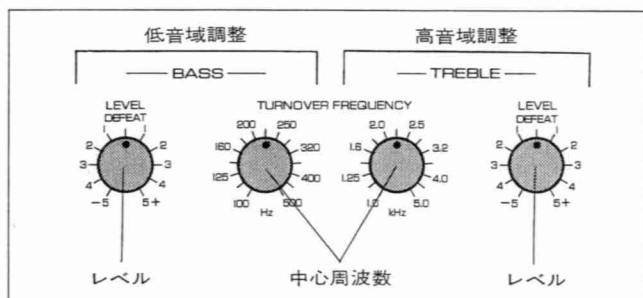 低音域調整
高音域調整
BASS
TREBLE
LEVEL
DEFEAT
2 2
3 3
4 4
−5 5+
TURNOVER FREQUENCY
200 250
160 320
125 400
100 500
Hz
2.0 2.5
1.6 3.2
1.25 4.0
1.0 5.0
kHz
LEVEL
DEFEAT
2 2
3 3
4 4
−5 5+
レベル
中心周波数
レベル